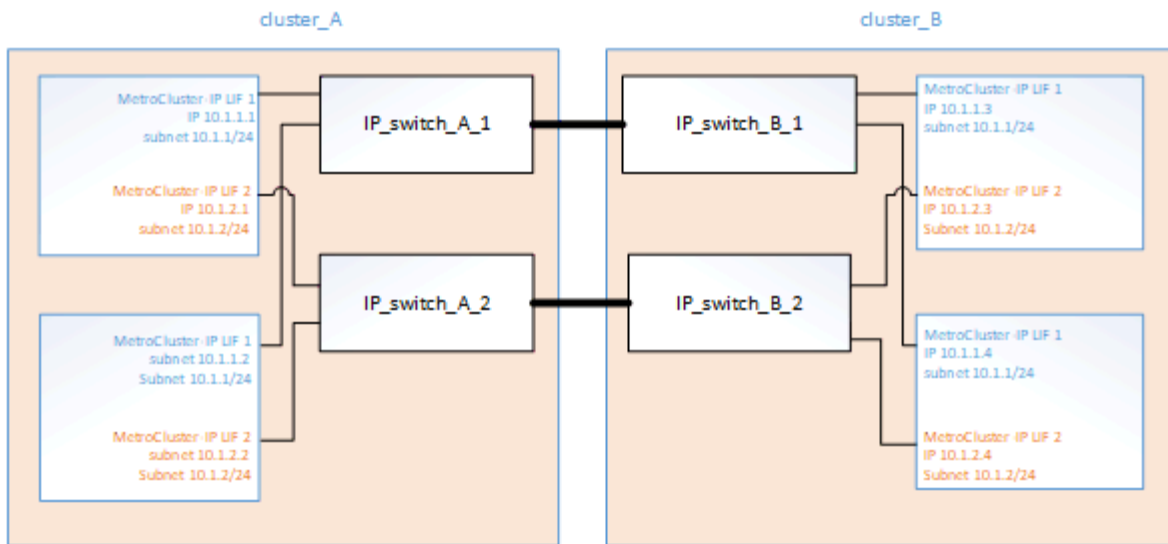 cluster_A
cluster_B
MetroCluster-IP LIF 1
IP 10.1.1.1
subnet 10.1.1/24
MetroCluster-IP LIF 2
IP 10.1.2.1
subnet 10.1.2/24
IP_switch_A_1
IP_switch_B_1
MetroCluster-IP LIF 1
IP 10.1.1.3
subnet 10.1.1/24
MetroCluster-IP LIF 2
IP 10.1.2.3
Subnet 10.1.2/24
MetroCluster-IP LIF 1
subnet 10.1.1.2
Subnet 10.1.1/24
MetroCluster-IP LIF 2
subnet 10.1.2.2
Subnet 10.1.2/24
IP_switch_A_2
IP_switch_B_2
MetroCluster-IP LIF 1
IP 10.1.1.4
subnet 10.1.1/24
MetroCluster-IP LIF 2
IP 10.1.2.4
Subnet 10.1.2/24